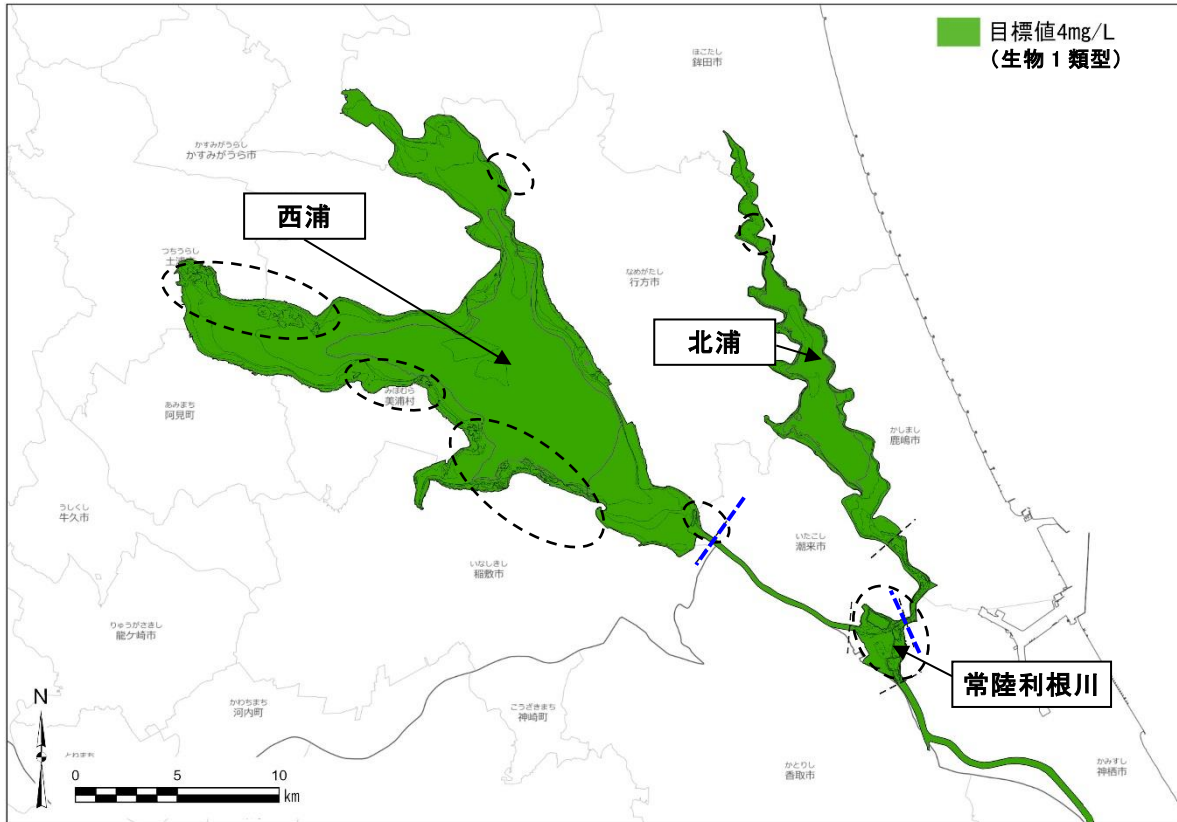 目標値4mg/L
(生物1類型)
ほこたし
鉾田市
かすみがうらし
かすみがうら市
西浦
つちうらし
なめがたし
行方市
北浦
みほむら
美浦村
あみまち
阿見町
かしまし
鹿嶋市
うしくし
牛久市
いたこし
潮来市
いなしきし
稲敷市
りゅうがさきし
龍ケ崎市
常陸利根川
N
かわちまち
河内町
こうざきまち
神崎町
とねまち
かとりし
香取市
かみすし
神栖市
0 5 10
km